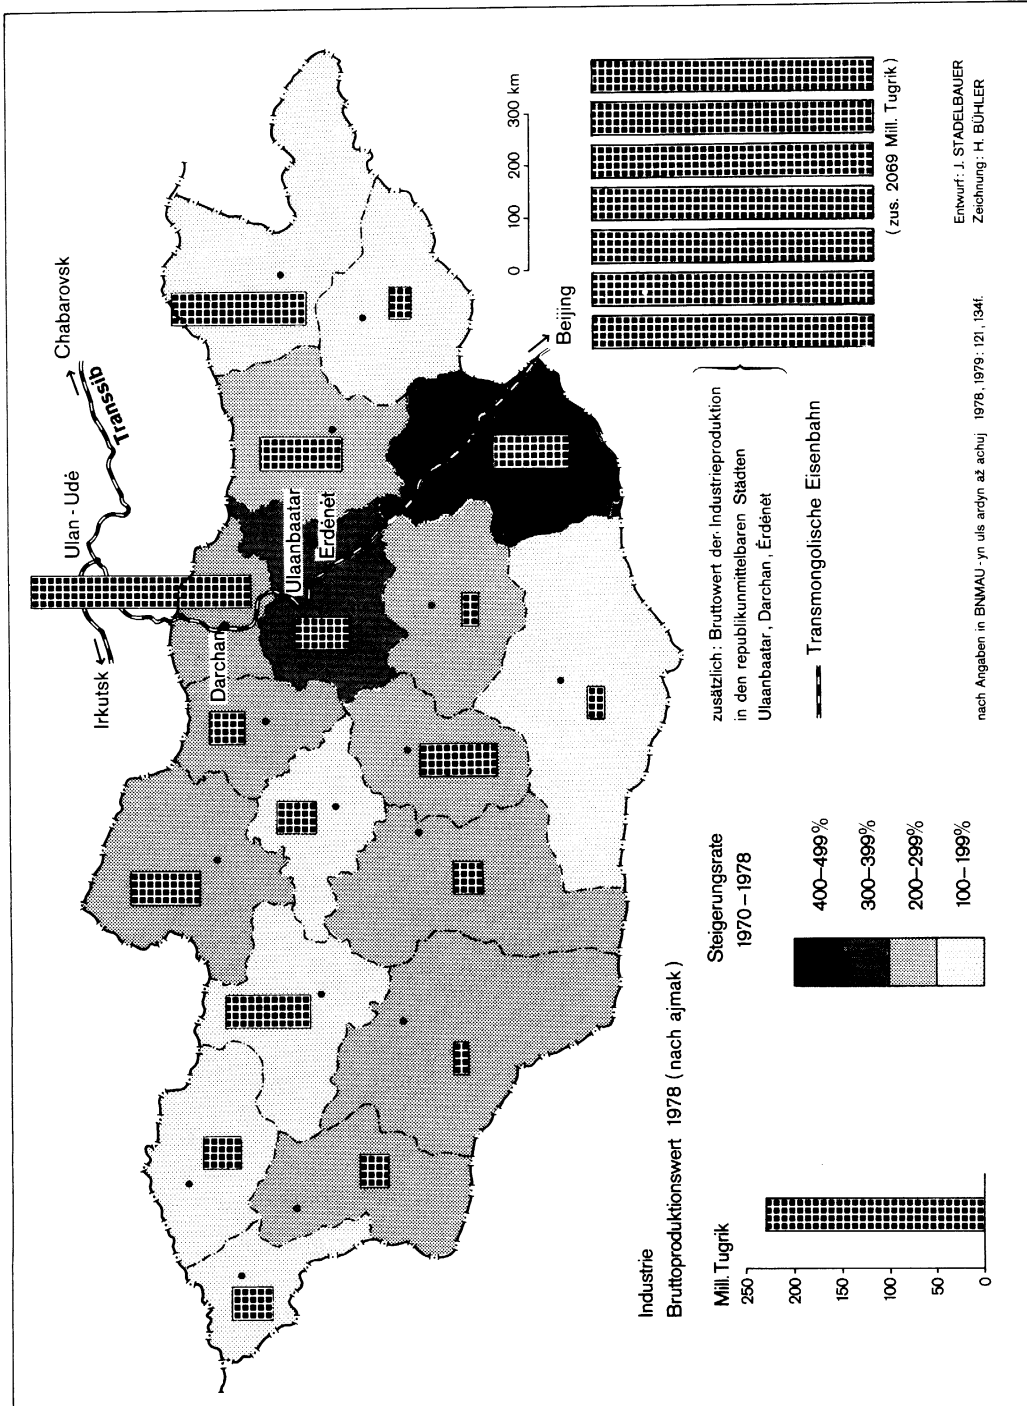 Chabarovsk
Transsib
Ulan - Udé
Irkutsk
Darchan
Ulaanbaatar
Érdénét
Beijing
0 100 200 300 km
Industrie
Bruttoproduktionswert 1978 (nach ajmak)
Mill. Tugrik
250
200
150
100
50
0
Steigerungsrate
1970–1978
400–499%
300–399%
200–299%
100–199%
zusätzlich: Bruttowert der Industrieproduktion
in den republikunmittelbaren Städten
Ulaanbaatar, Darchan, Érdénét
(zus. 2069 Mill. Tugrik)
Transmongolische Eisenbahn
nach Angaben in BNMAU - yn uls ardyn až achuj 1978, 1979: 121, 134f.
Entwurf: J. STADELBAUER
Zeichnung: H. BÜHLER